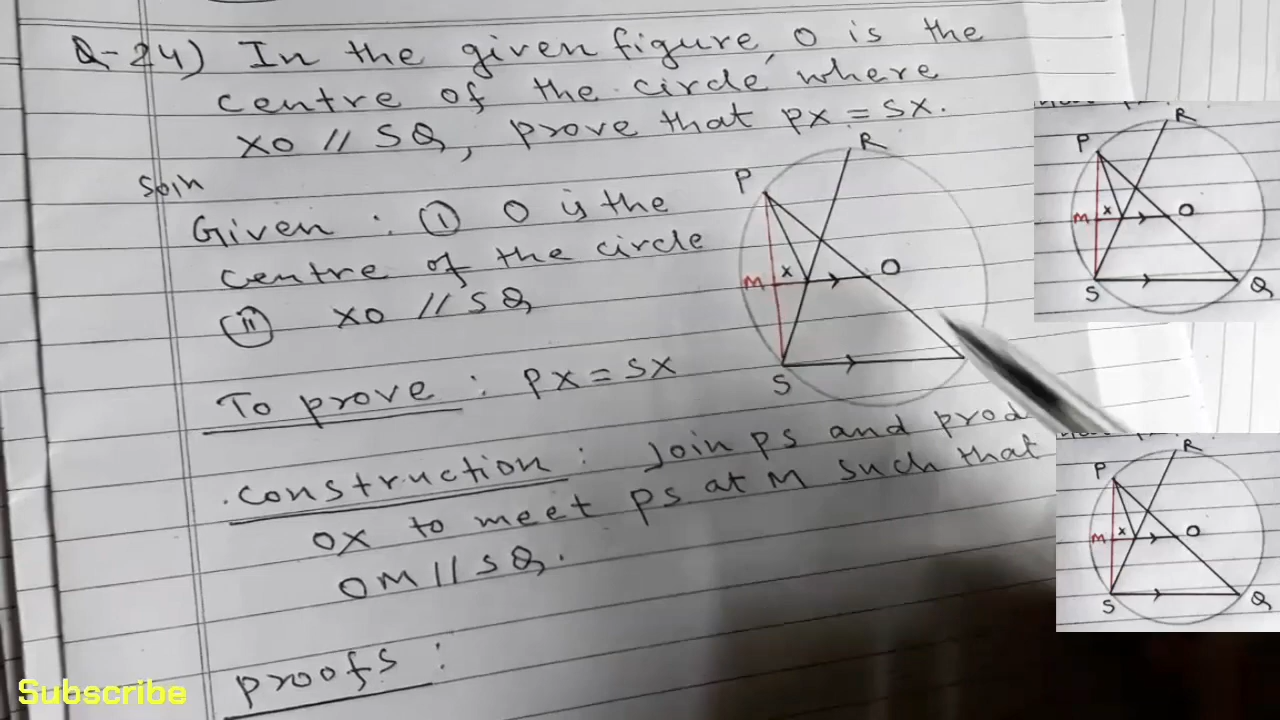 Q-24) In the given figure, O is the
centre of the circle where
XO // SQ, prove that PX = SX.
Soln
Given : (i) O is the
centre of the circle
(ii) XO // SQ
To prove : PX = SX
Construction : Join PS and prod
OX to meet PS at M such that
OM // SQ.
Proofs :
P
R
M
X
O
S
P
R
M
X
O
S
Q
P
R
M
X
O
S
Q
Subscribe